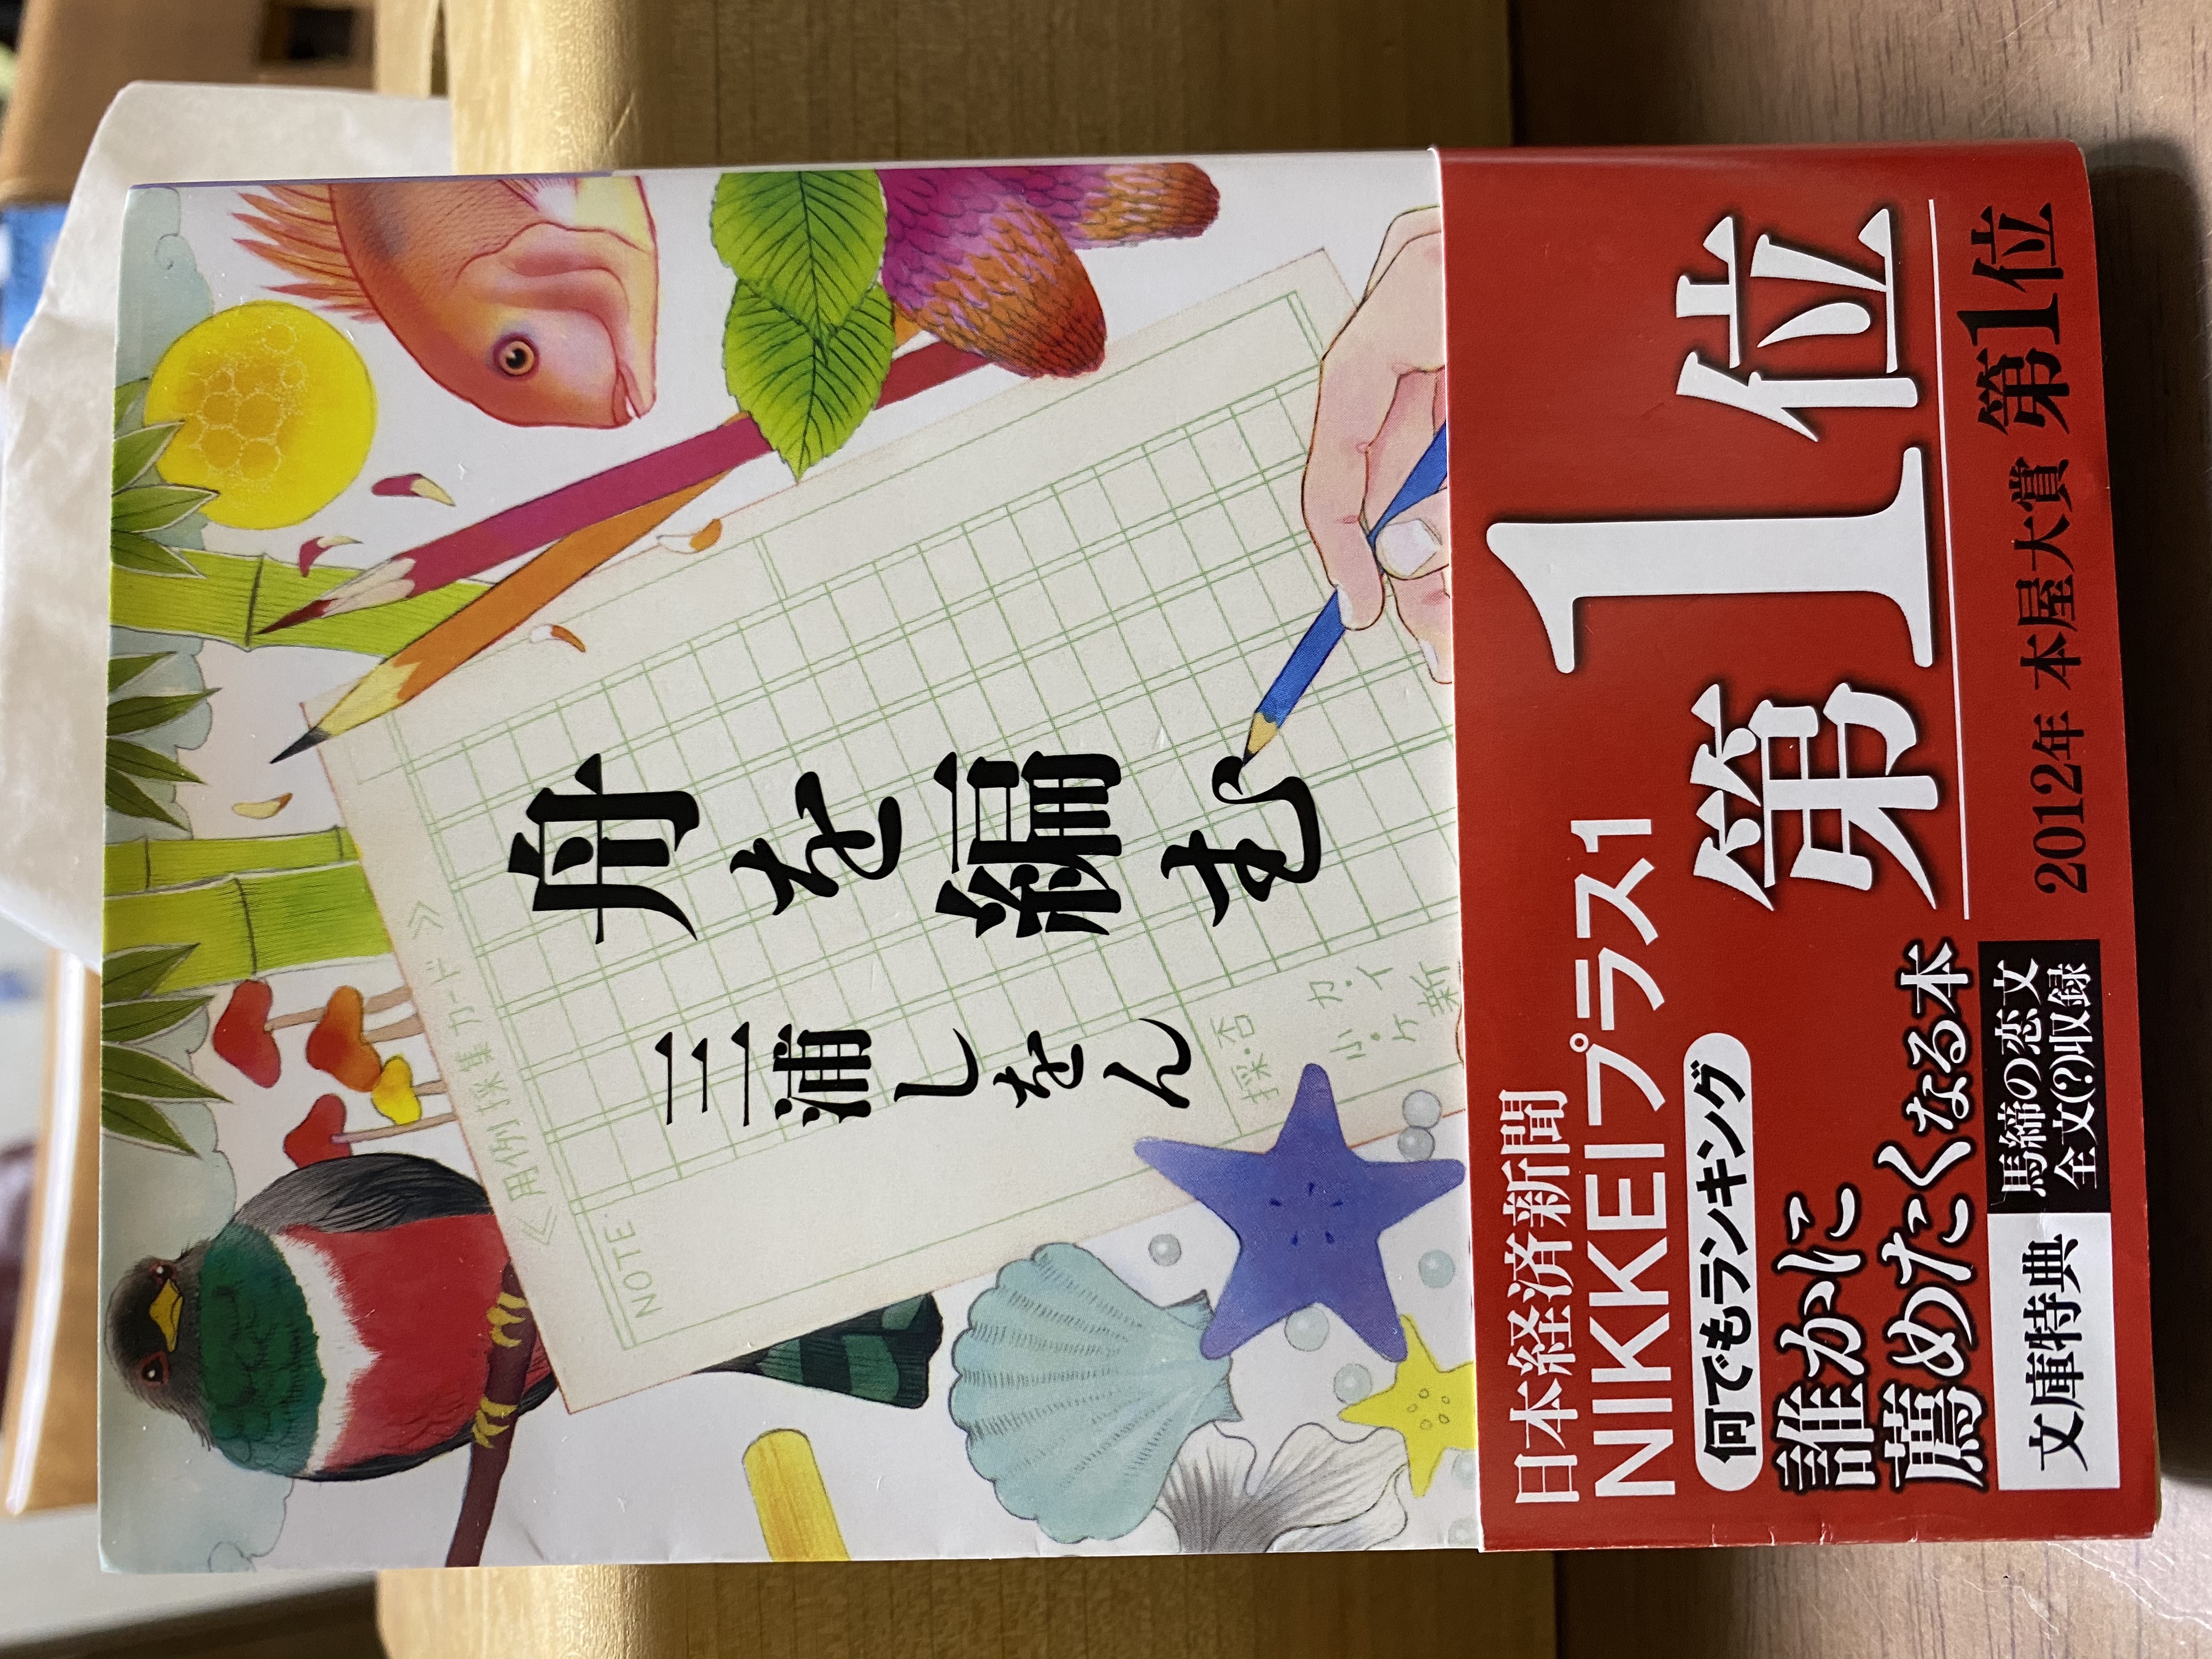 《用例採集カード》
NOTE
舟を編む
三浦しをん
採・否
カ・イ
小・ケ
新
日本経済新聞
NIKKEIプラス1
何でもランキング
誰かに
薦めたくなる本
第1位
文庫特典
馬締の恋文
全文(?)収録
2012年 本屋大賞 第1位